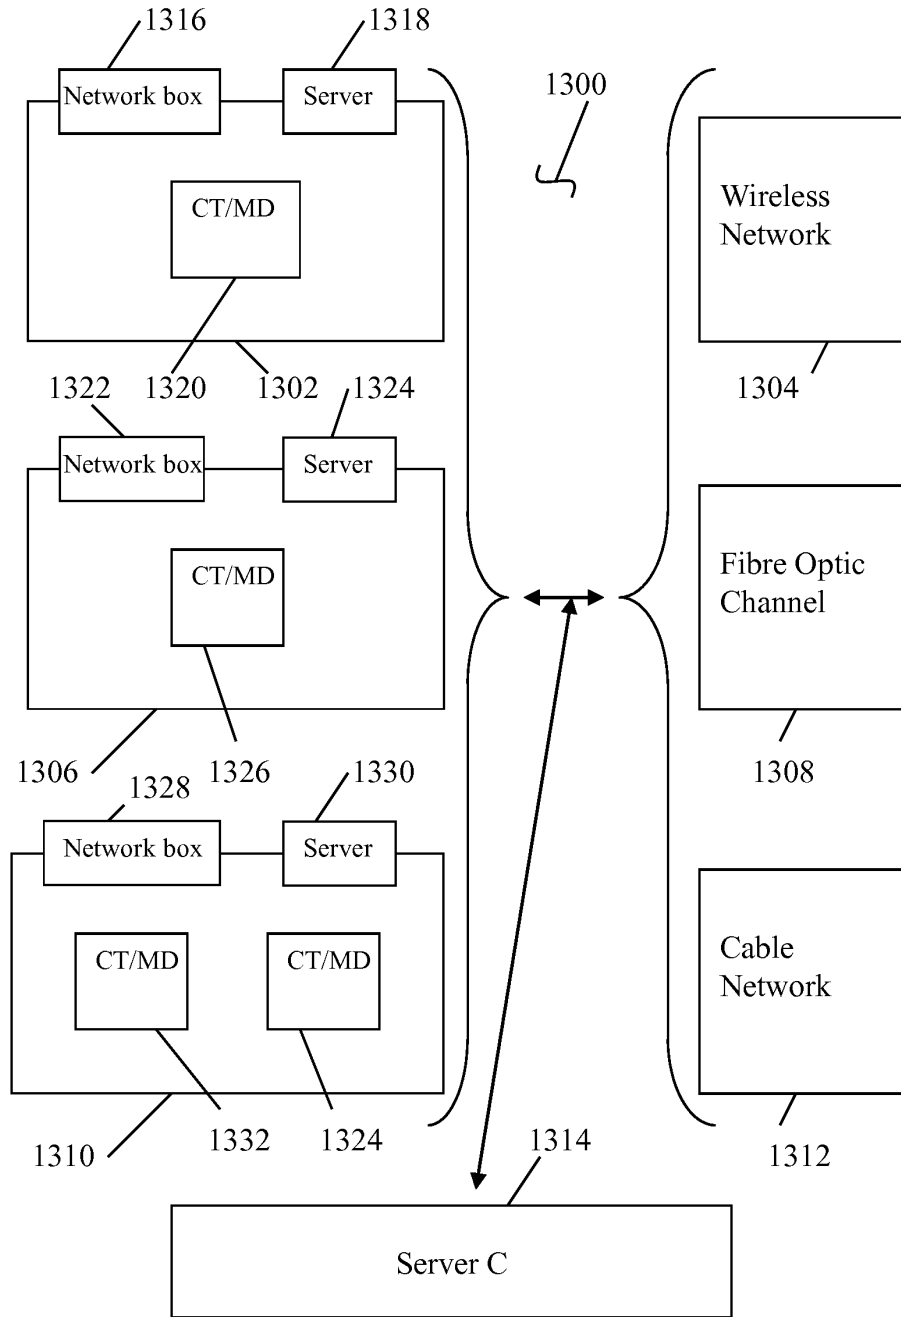 1316
1318
Network box
Server
1300
CT/MD
Wireless
Network
1320
1302
1304
1322
1324
Network box
Server
CT/MD
Fibre Optic
Channel
1306
1326
1308
1328
1330
Network box
Server
CT/MD
CT/MD
Cable
Network
1310
1332
1324
1314
1312
Server C